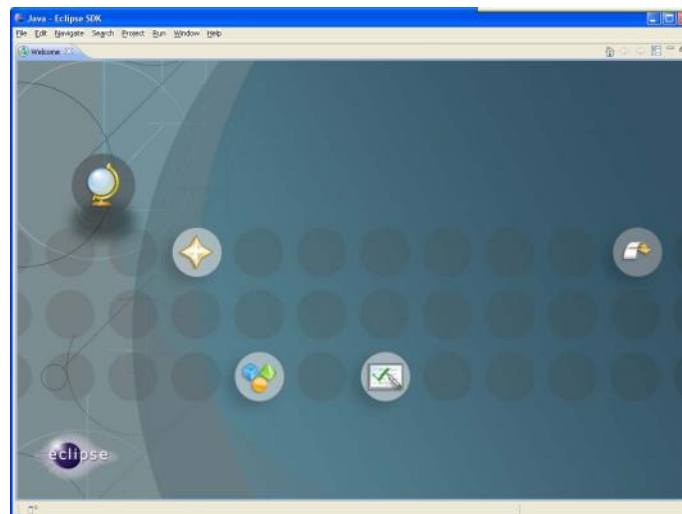 Java - Eclipse SDK
File Edit Navigate Search Project Run Window Help
Welcome
eclipse